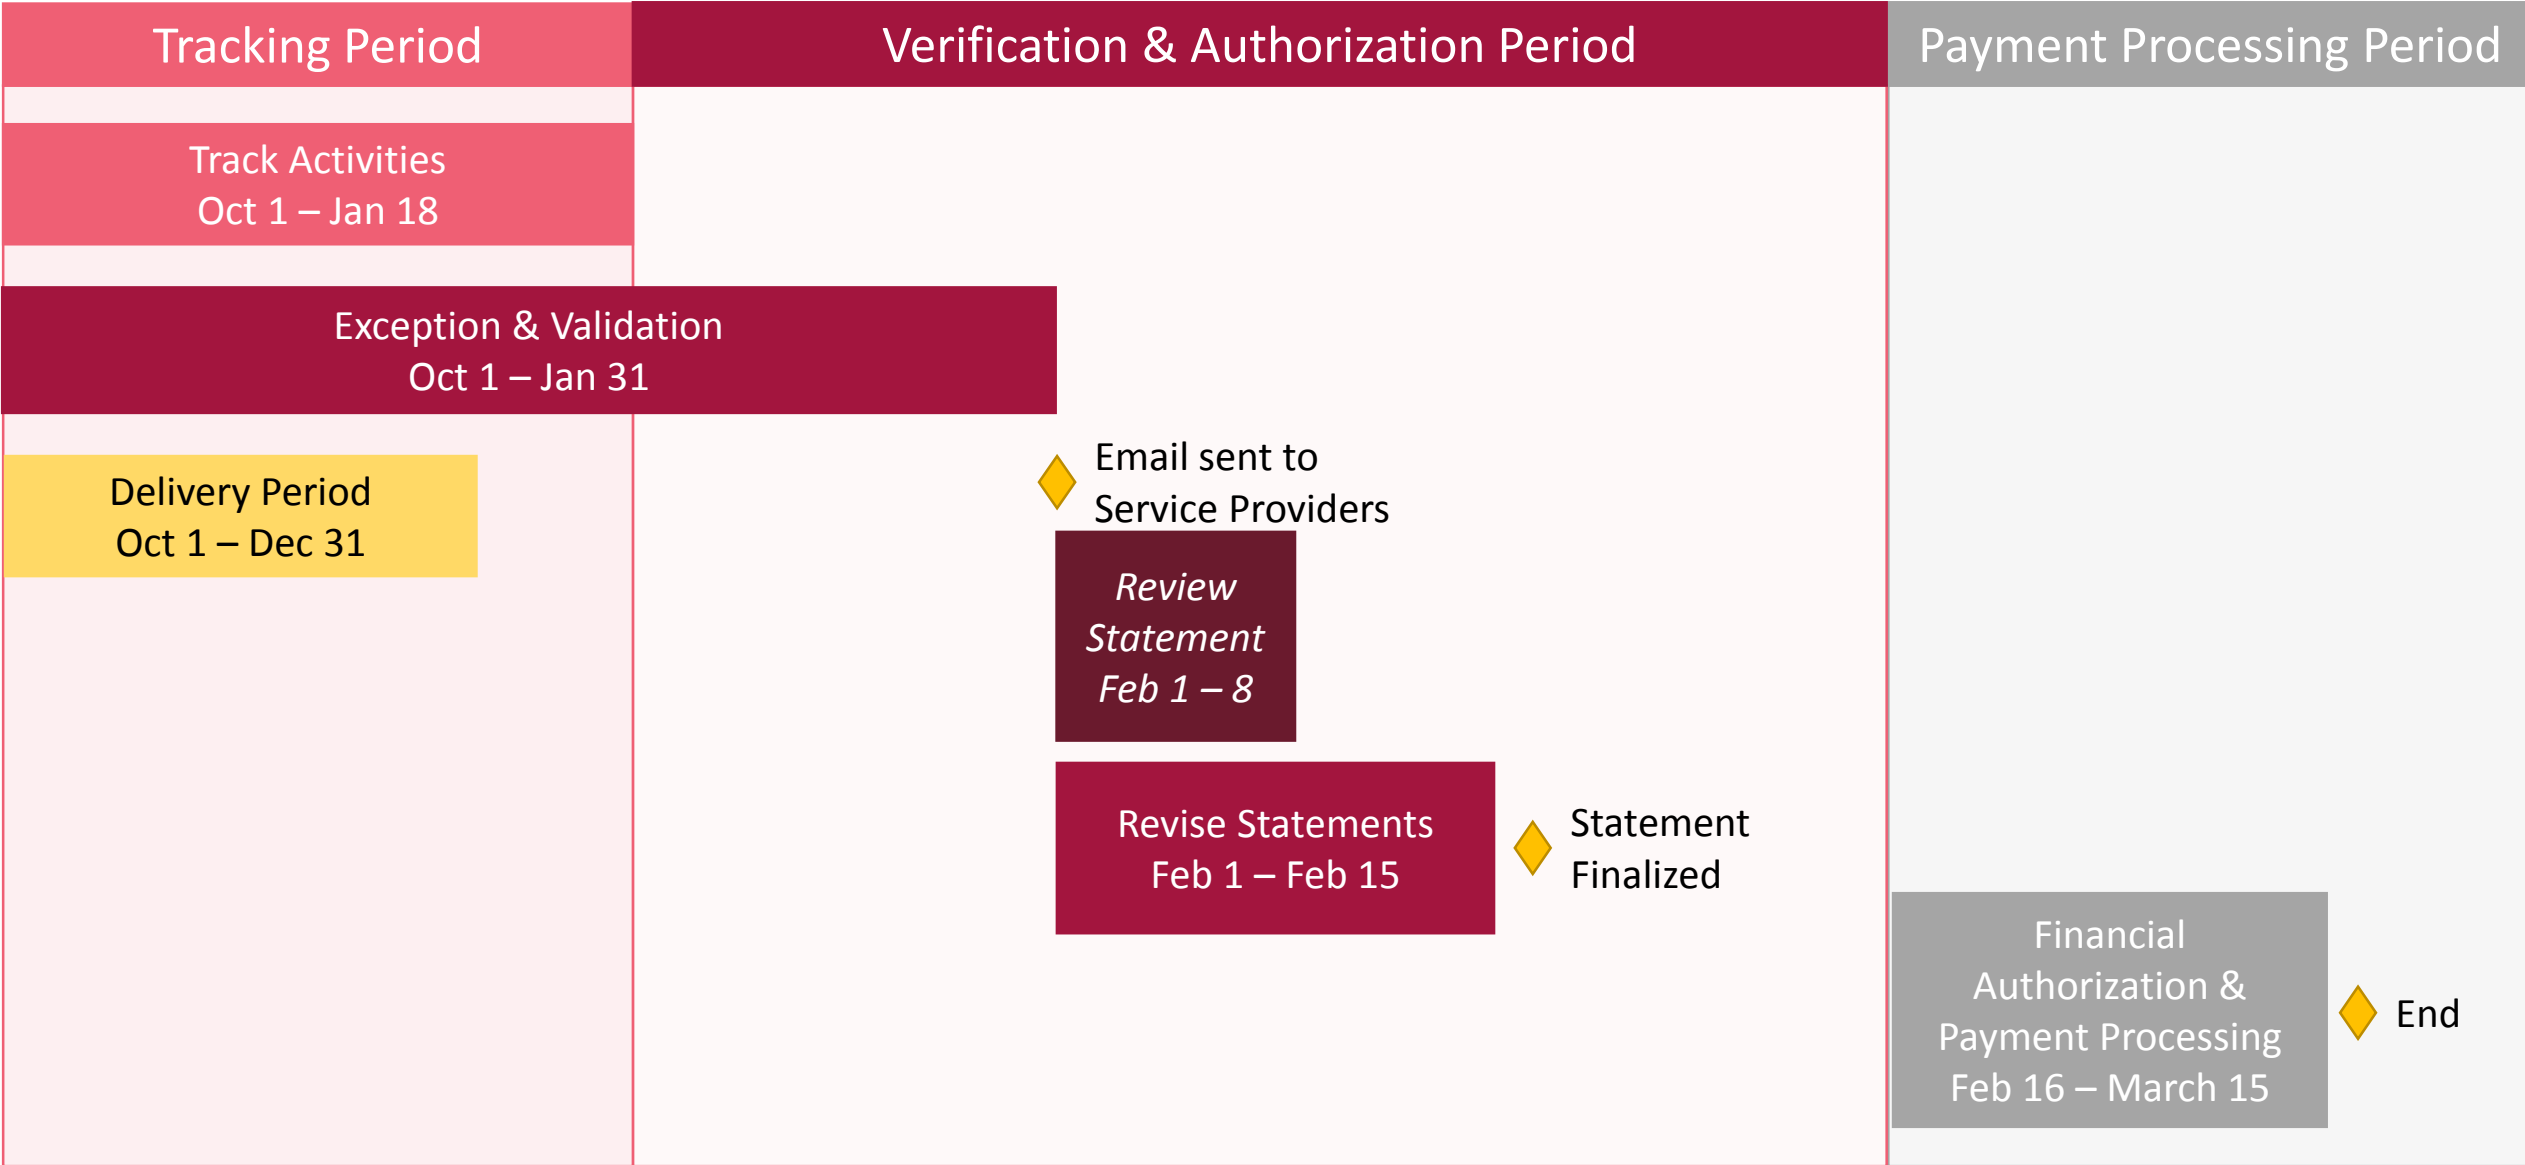 Tracking Period
Verification & Authorization Period
Payment Processing Period
Track Activities
Oct 1 – Jan 18
Exception & Validation
Oct 1 – Jan 31
Delivery Period
Oct 1 – Dec 31
Email sent to
Service Providers
Review
Statement
Feb 1 – 8
Revise Statements
Feb 1 – Feb 15
Statement
Finalized
Financial
Authorization &
Payment Processing
Feb 16 – March 15
End